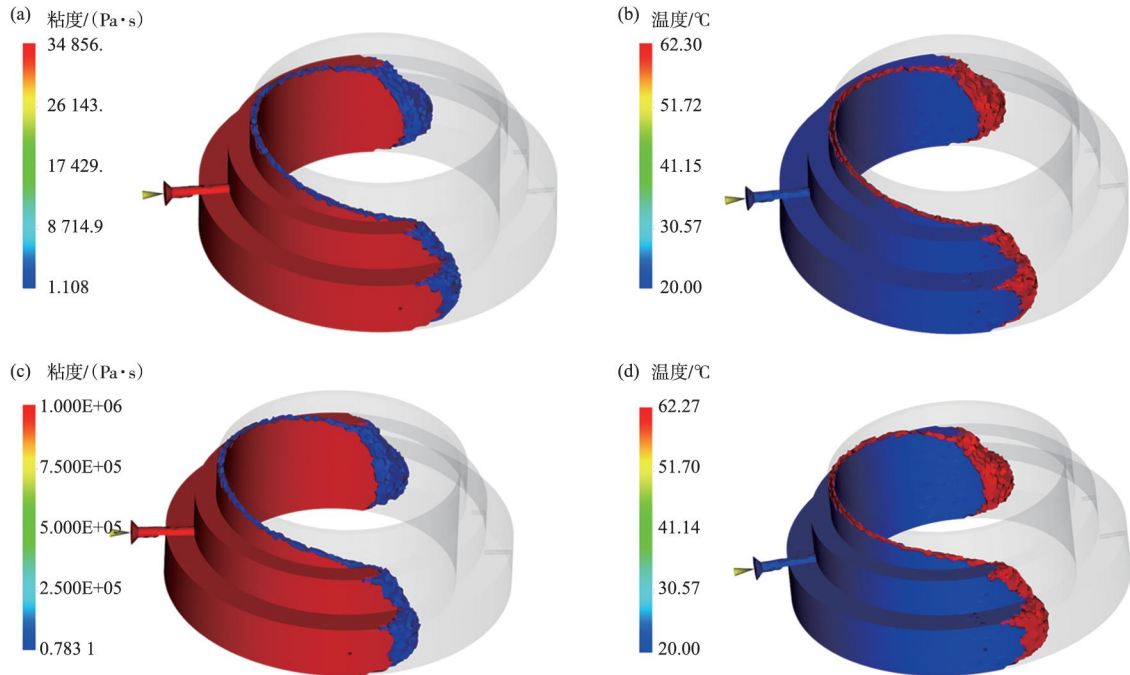 (a) 粘度/(Pa·s)
34 856.
26 143.
17 429.
8 714.9
1.108
(b) 温度/℃
62.30
51.72
41.15
30.57
20.00
(c) 粘度/(Pa·s)
1.000E+06
7.500E+05
5.000E+05
2.500E+05
0.783 1
(d) 温度/℃
62.27
51.70
41.14
30.57
20.00